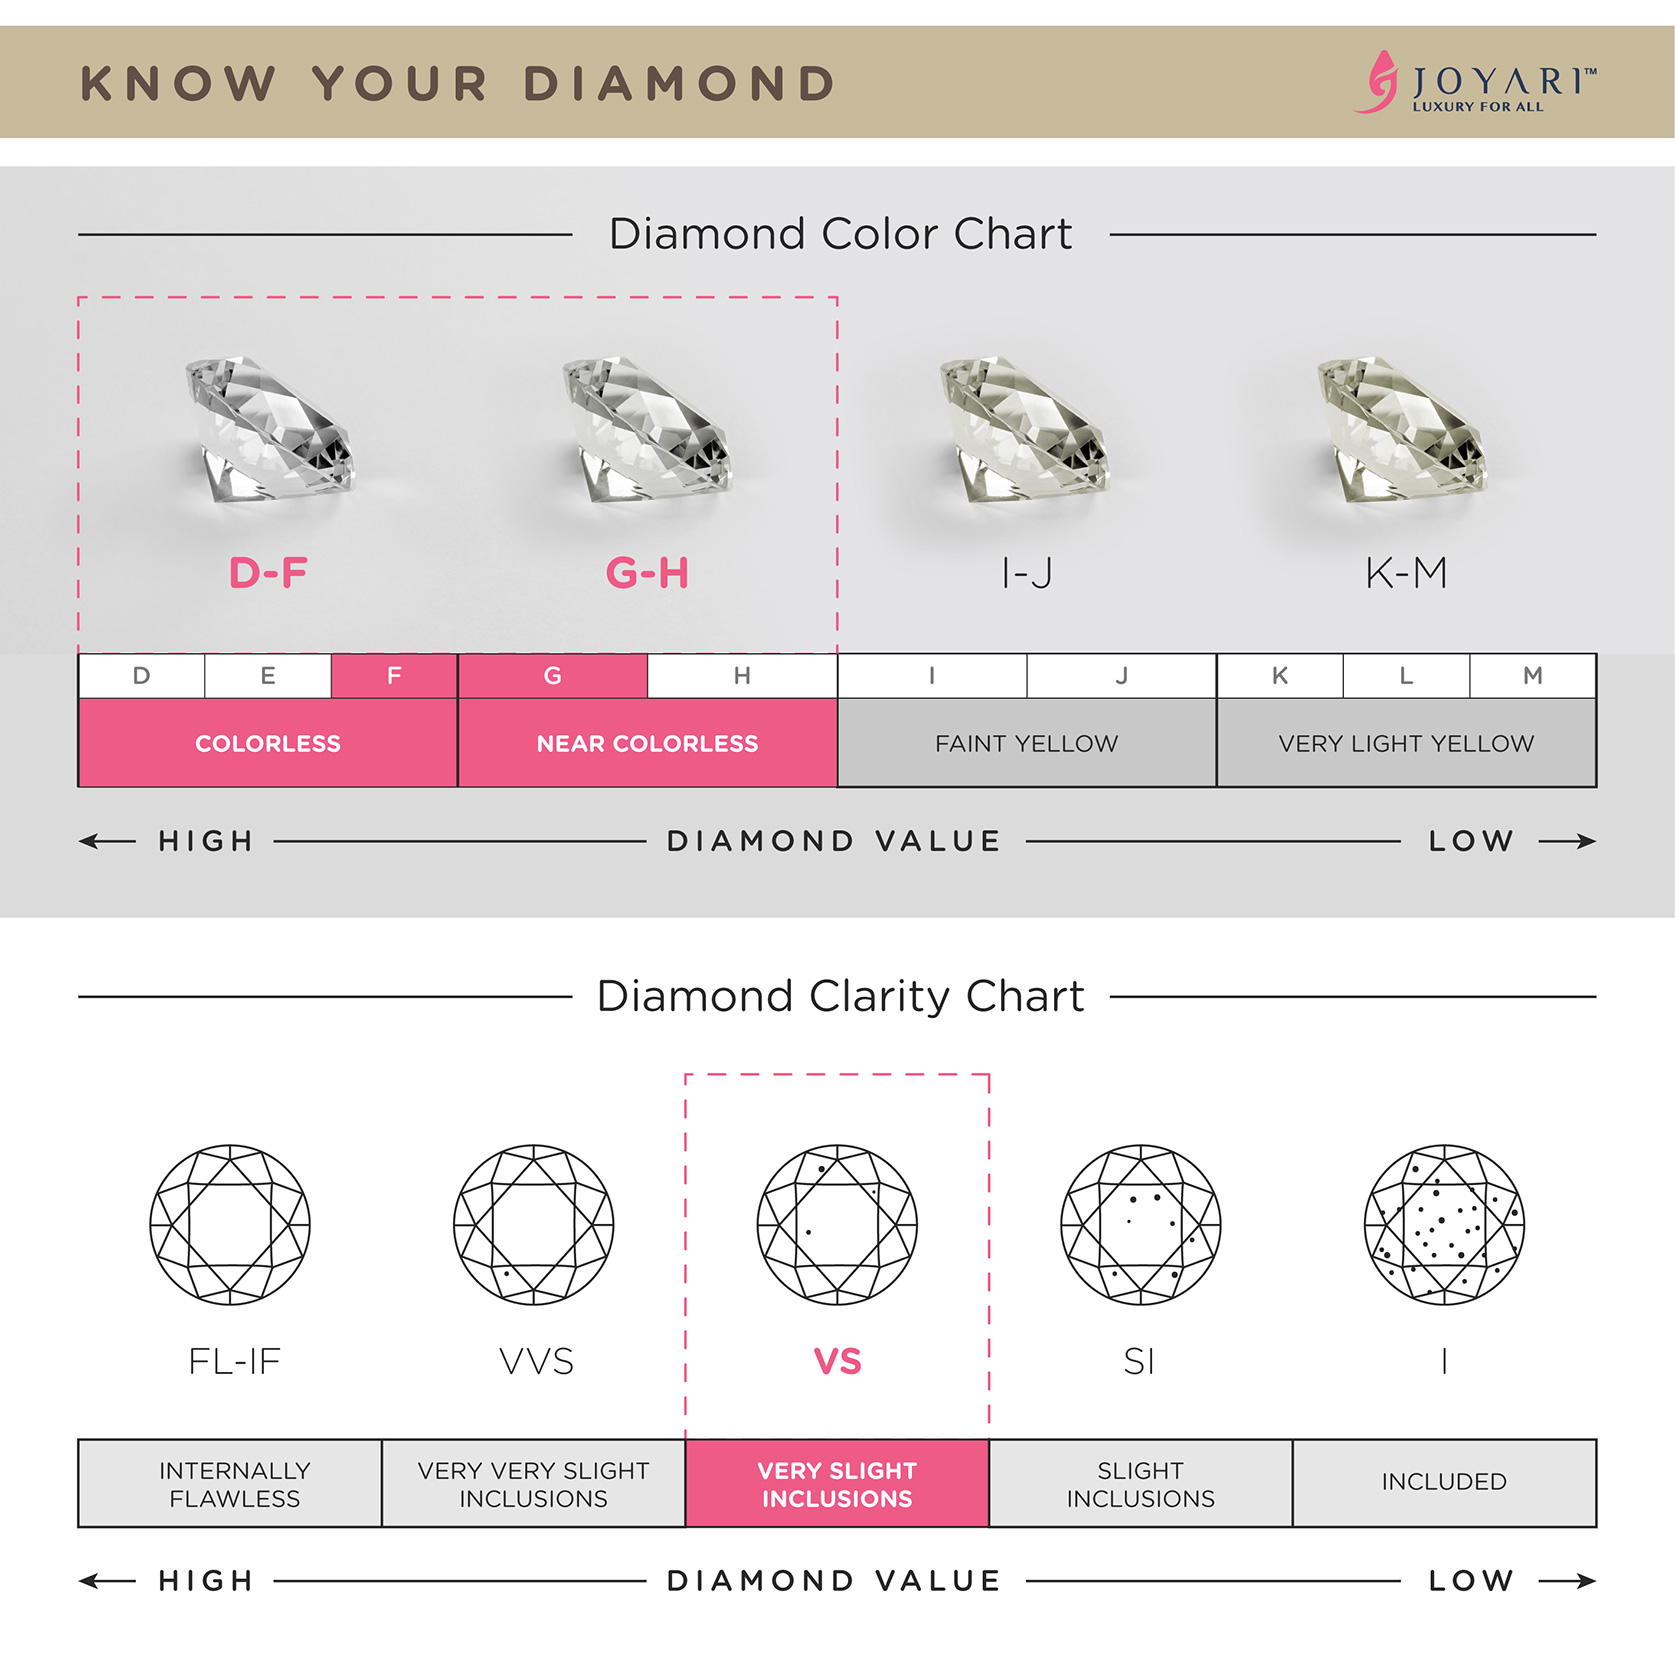 KNOW YOUR DIAMOND
JOYARI™
LUXURY FOR ALL
Diamond Color Chart
D-F G-H I-J K-M
D E F G H I J K L M
COLORLESS NEAR COLORLESS FAINT YELLOW VERY LIGHT YELLOW
HIGH DIAMOND VALUE LOW
Diamond Clarity Chart
FL-IF VVS VS SI I
INTERNALLY
FLAWLESS
VERY VERY SLIGHT
INCLUSIONS
VERY SLIGHT
INCLUSIONS
SLIGHT
INCLUSIONS
INCLUDED
HIGH DIAMOND VALUE LOW